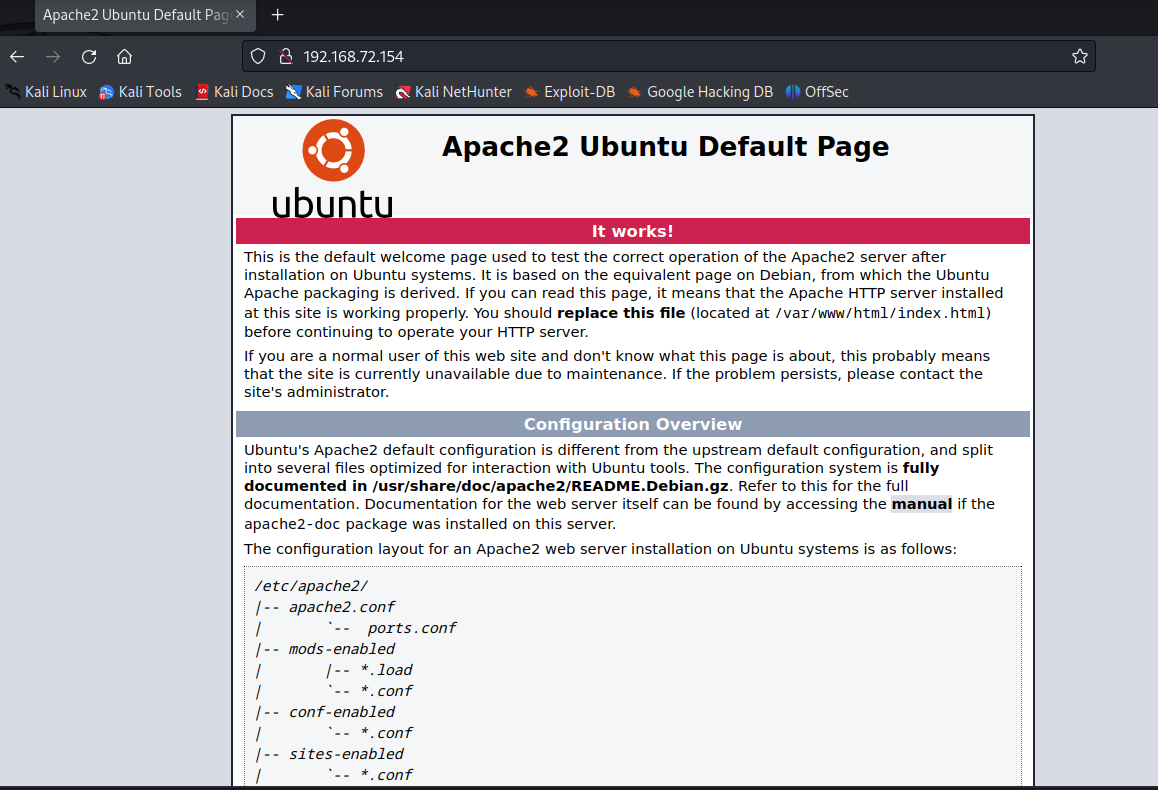 Apache2 Ubuntu Default Pag
192.168.72.154
Kali Linux Kali Tools Kali Docs Kali Forums Kali NetHunter Exploit-DB Google Hacking DB OffSec
ubuntu
Apache2 Ubuntu Default Page
It works!
This is the default welcome page used to test the correct operation of the Apache2 server after
installation on Ubuntu systems. It is based on the equivalent page on Debian, from which the Ubuntu
Apache packaging is derived. If you can read this page, it means that the Apache HTTP server installed
at this site is working properly. You should replace this file (located at /var/www/html/index.html)
before continuing to operate your HTTP server.
If you are a normal user of this web site and don't know what this page is about, this probably means
that the site is currently unavailable due to maintenance. If the problem persists, please contact the
site's administrator.
Configuration Overview
Ubuntu's Apache2 default configuration is different from the upstream default configuration, and split
into several files optimized for interaction with Ubuntu tools. The configuration system is fully
documented in /usr/share/doc/apache2/README.Debian.gz. Refer to this for the full
documentation. Documentation for the web server itself can be found by accessing the manual if the
apache2-doc package was installed on this server.
The configuration layout for an Apache2 web server installation on Ubuntu systems is as follows:
/etc/apache2/
|-- apache2.conf
|       `--  ports.conf
|-- mods-enabled
|       |-- *.load
|       `-- *.conf
|-- conf-enabled
|       `-- *.conf
|-- sites-enabled
|       `-- *.conf